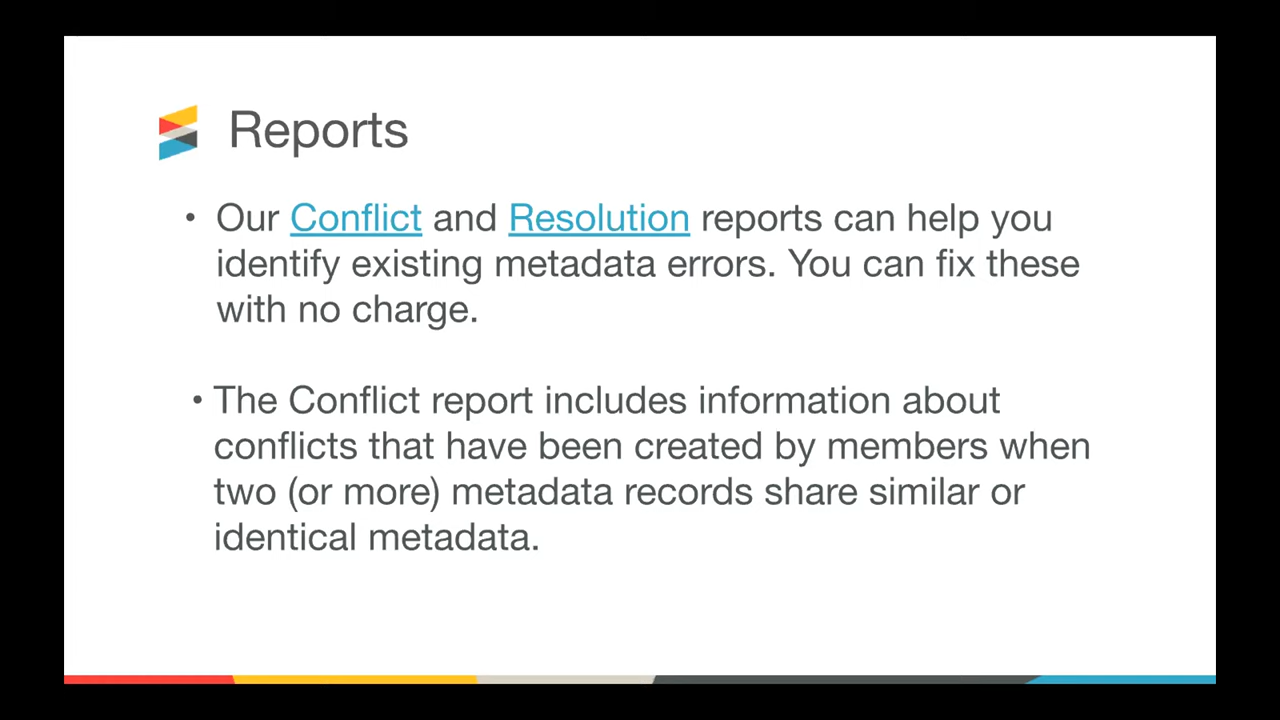 Reports
• Our Conflict and Resolution reports can help you
identify existing metadata errors. You can fix these
with no charge.
• The Conflict report includes information about
conflicts that have been created by members when
two (or more) metadata records share similar or
identical metadata.